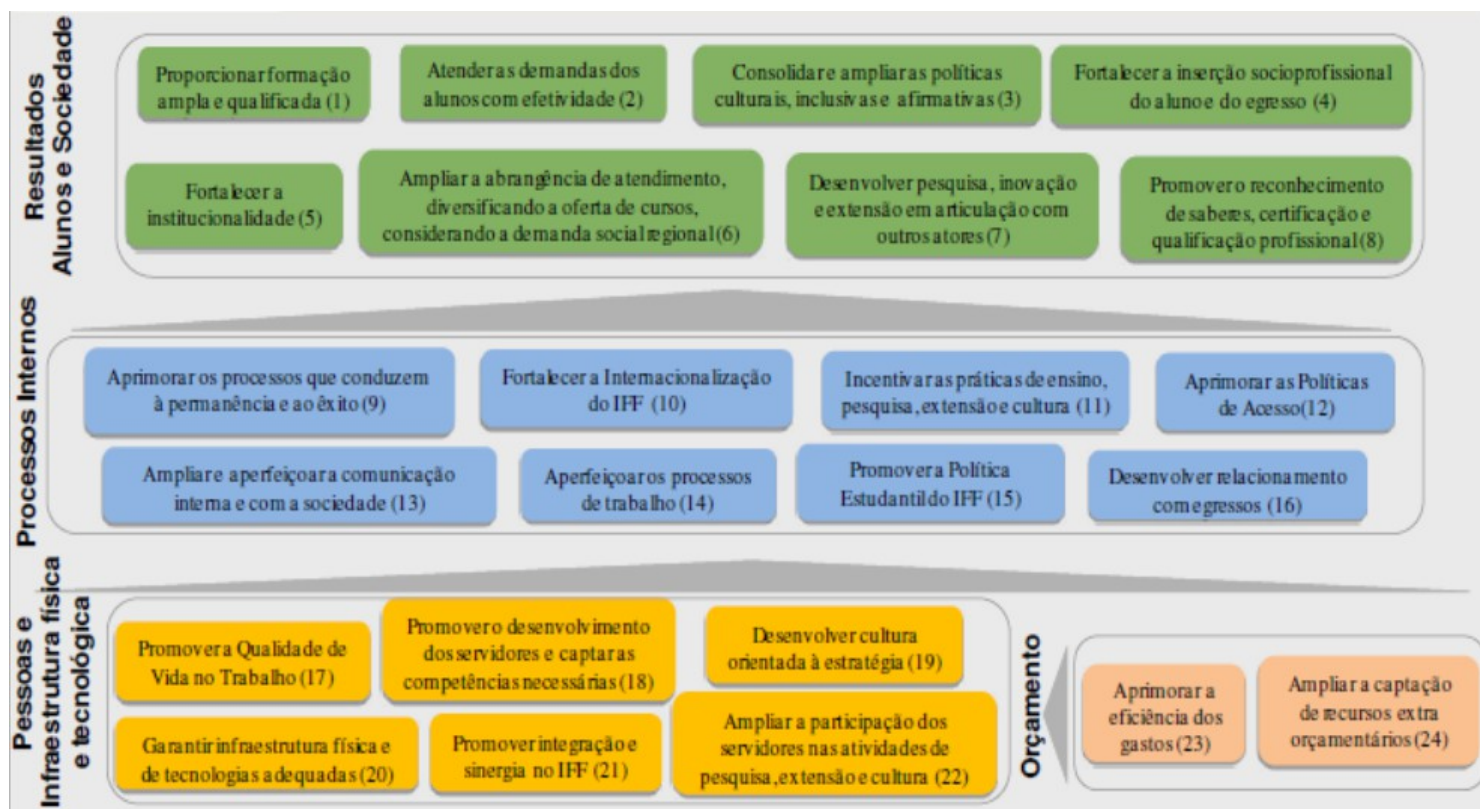 Resultados
Alunos e Sociedade
Proporcionar formação
ampla e qualificada (1)
Atender as demandas dos
alunos com efetividade (2)
Consolidar e ampliar as políticas
culturais, inclusivas e afirmativas (3)
Fortalecer a inserção socioprofissional
do aluno e do egresso (4)
Fortalecer a
institucionalidade (5)
Ampliar a abrangência de atendimento,
diversificando a oferta de cursos,
considerando a demanda social regional (6)
Desenvolver pesquisa, inovação
e extensão em articulação com
outros atores (7)
Promover o reconhecimento
de saberes, certificação e
qualificação profissional (8)
Processos Internos
Aprimorar os processos que conduzem
à permanência e ao êxito (9)
Fortalecer a Internacionalização
do IFF (10)
Incentivar as práticas de ensino,
pesquisa, extensão e cultura (11)
Aprimorar as Políticas
de Acesso(12)
Ampliar e aperfeiçoar a comunicação
interna e com a sociedade (13)
Aperfeiçoar os processos
de trabalho (14)
Promover a Política
Estudantil do IFF (15)
Desenvolver relacionamento
com egressos (16)
Pessoas e
Infraestrutura física
e tecnológica
Promover a Qualidade de
Vida no Trabalho (17)
Promover o desenvolvimento
dos servidores e captar as
competências necessárias (18)
Desenvolver cultura
orientada à estratégia (19)
Garantir infraestrutura física e
de tecnologias adequadas (20)
Promover integração e
sinergia no IFF (21)
Ampliar a participação dos
servidores nas atividades de
pesquisa, extensão e cultura (22)
Orçamento
Aprimorar a
eficiência dos
gastos (23)
Ampliar a captação
de recursos extra
orçamentários (24)